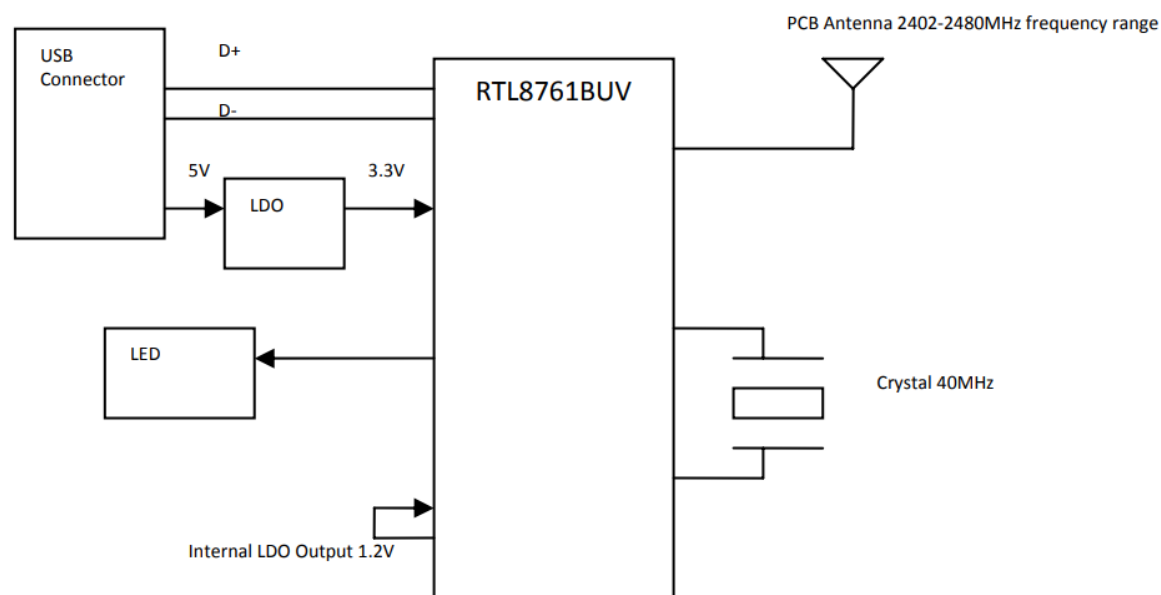 PCB Antenna 2402-2480MHz frequency range
USB
Connector
D+
D-
RTL8761BUV
5V
3.3V
LDO
LED
Crystal 40MHz
Internal LDO Output 1.2V